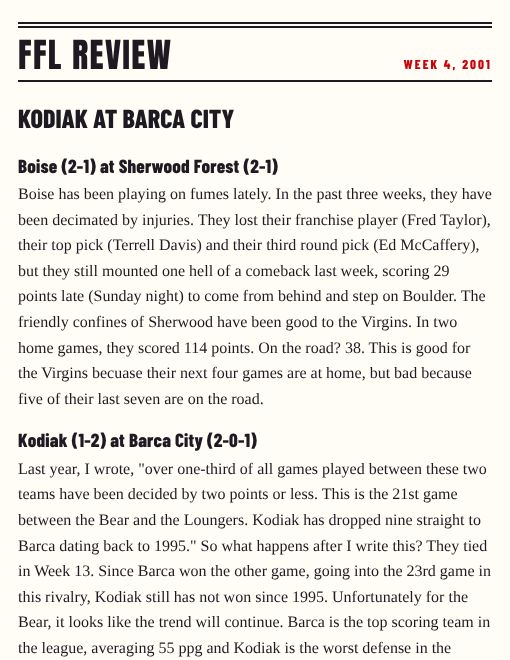 FFL REVIEW
WEEK 4, 2001
KODIAK AT BARCA CITY
Boise (2-1) at Sherwood Forest (2-1)
Boise has been playing on fumes lately. In the past three weeks, they have
been decimated by injuries. They lost their franchise player (Fred Taylor),
their top pick (Terrell Davis) and their third round pick (Ed McCaffery),
but they still mounted one hell of a comeback last week, scoring 29
points late (Sunday night) to come from behind and step on Boulder. The
friendly confines of Sherwood have been good to the Virgins. In two
home games, they scored 114 points. On the road? 38. This is good for
the Virgins becuase their next four games are at home, but bad because
five of their last seven are on the road.
Kodiak (1-2) at Barca City (2-0-1)
Last year, I wrote, "over one-third of all games played between these two
teams have been decided by two points or less. This is the 21st game
between the Bear and the Loungers. Kodiak has dropped nine straight to
Barca dating back to 1995." So what happens after I write this? They tied
in Week 13. Since Barca won the other game, going into the 23rd game in
this rivalry, Kodiak still has not won since 1995. Unfortunately for the
Bear, it looks like the trend will continue. Barca is the top scoring team in
the league, averaging 55 ppg and Kodiak is the worst defense in the